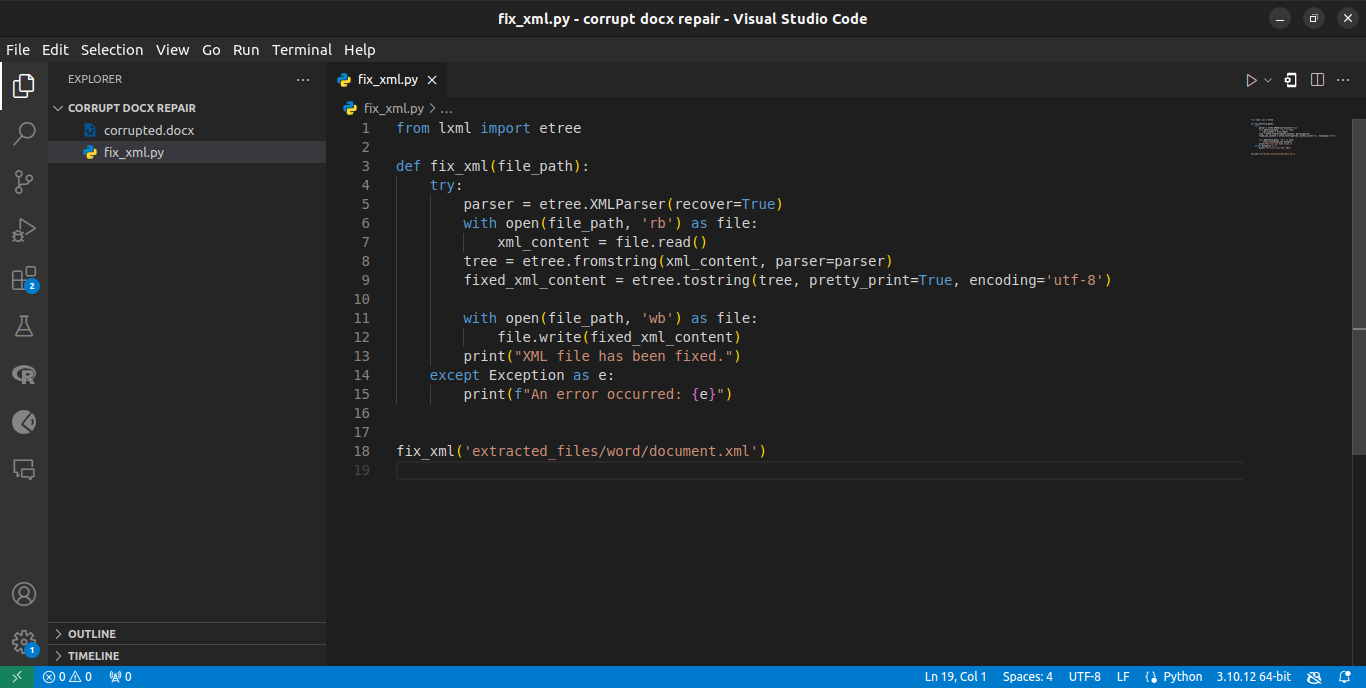 fix_xml.py - corrupt docx repair - Visual Studio Code
File Edit Selection View Go Run Terminal Help
EXPLORER
CORRUPT DOCX REPAIR
corrupted.docx
fix_xml.py
OUTLINE
TIMELINE
2
1
fix_xml.py
fix_xml.py > ...
1 from lxml import etree
2
3 def fix_xml(file_path):
4     try:
5         parser = etree.XMLParser(recover=True)
6         with open(file_path, 'rb') as file:
7             xml_content = file.read()
8         tree = etree.fromstring(xml_content, parser=parser)
9         fixed_xml_content = etree.tostring(tree, pretty_print=True, encoding='utf-8')
10
11         with open(file_path, 'wb') as file:
12             file.write(fixed_xml_content)
13         print("XML file has been fixed.")
14     except Exception as e:
15         print(f"An error occurred: {e}")
16
17
18 fix_xml('extracted_files/word/document.xml')
19
0 0 0 Ln 19, Col 1 Spaces: 4 UTF-8 LF Python 3.10.12 64-bit